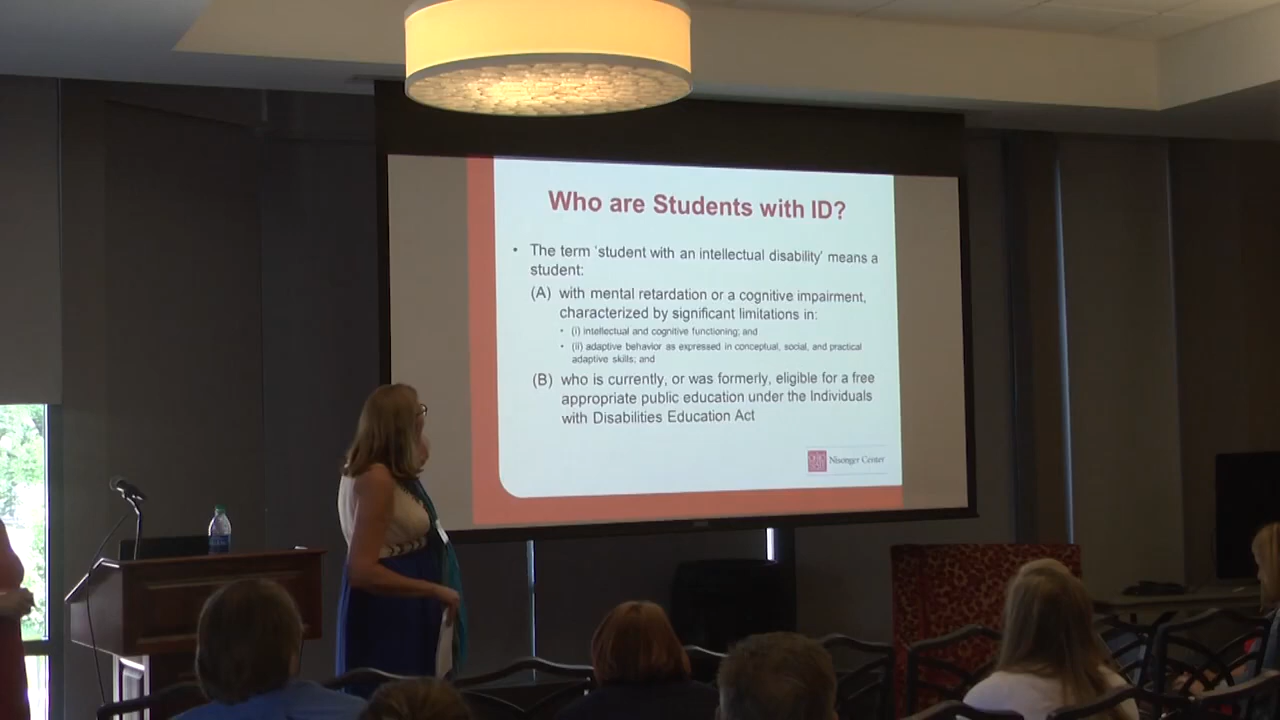 Who are Students with ID?
• The term 'student with an intellectual disability' means a
student:
(A) with mental retardation or a cognitive impairment,
characterized by significant limitations in:
• (i) intellectual and cognitive functioning; and
• (ii) adaptive behavior as expressed in conceptual, social, and practical
adaptive skills; and
(B) who is currently, or was formerly, eligible for a free
appropriate public education under the Individuals
with Disabilities Education Act
OHIO
STATE
Nisonger Center